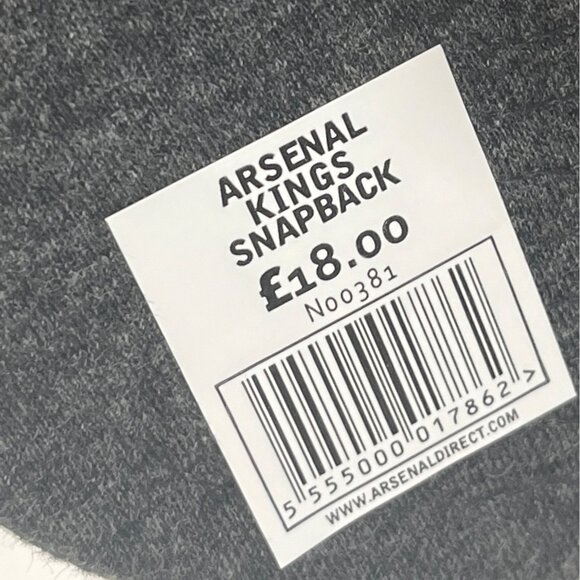 ARSENAL
KINGS
SNAPBACK
£18.00
N00381
5 555000 017862 >
WWW.ARSENALDIRECT.COM